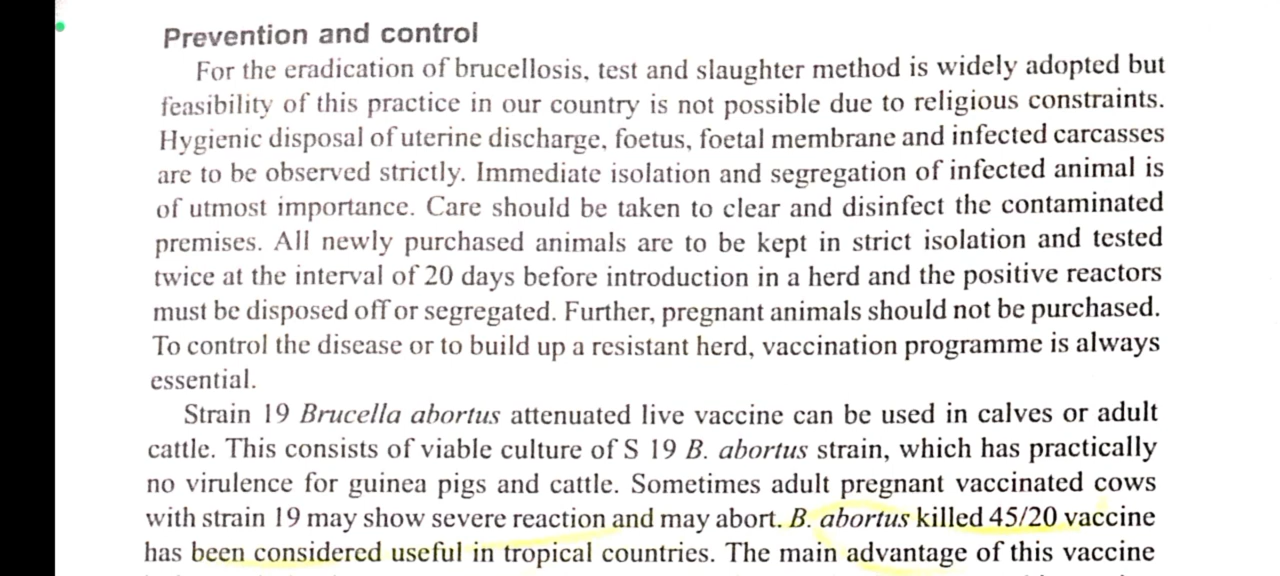 Prevention and control
For the eradication of brucellosis, test and slaughter method is widely adopted but
feasibility of this practice in our country is not possible due to religious constraints.
Hygienic disposal of uterine discharge, foetus, foetal membrane and infected carcasses
are to be observed strictly. Immediate isolation and segregation of infected animal is
of utmost importance. Care should be taken to clear and disinfect the contaminated
premises. All newly purchased animals are to be kept in strict isolation and tested
twice at the interval of 20 days before introduction in a herd and the positive reactors
must be disposed off or segregated. Further, pregnant animals should not be purchased.
To control the disease or to build up a resistant herd, vaccination programme is always
essential.
Strain 19 Brucella abortus attenuated live vaccine can be used in calves or adult
cattle. This consists of viable culture of S 19 B. abortus strain, which has practically
no virulence for guinea pigs and cattle. Sometimes adult pregnant vaccinated cows
with strain 19 may show severe reaction and may abort. B. abortus killed 45/20 vaccine
has been considered useful in tropical countries. The main advantage of this vaccine